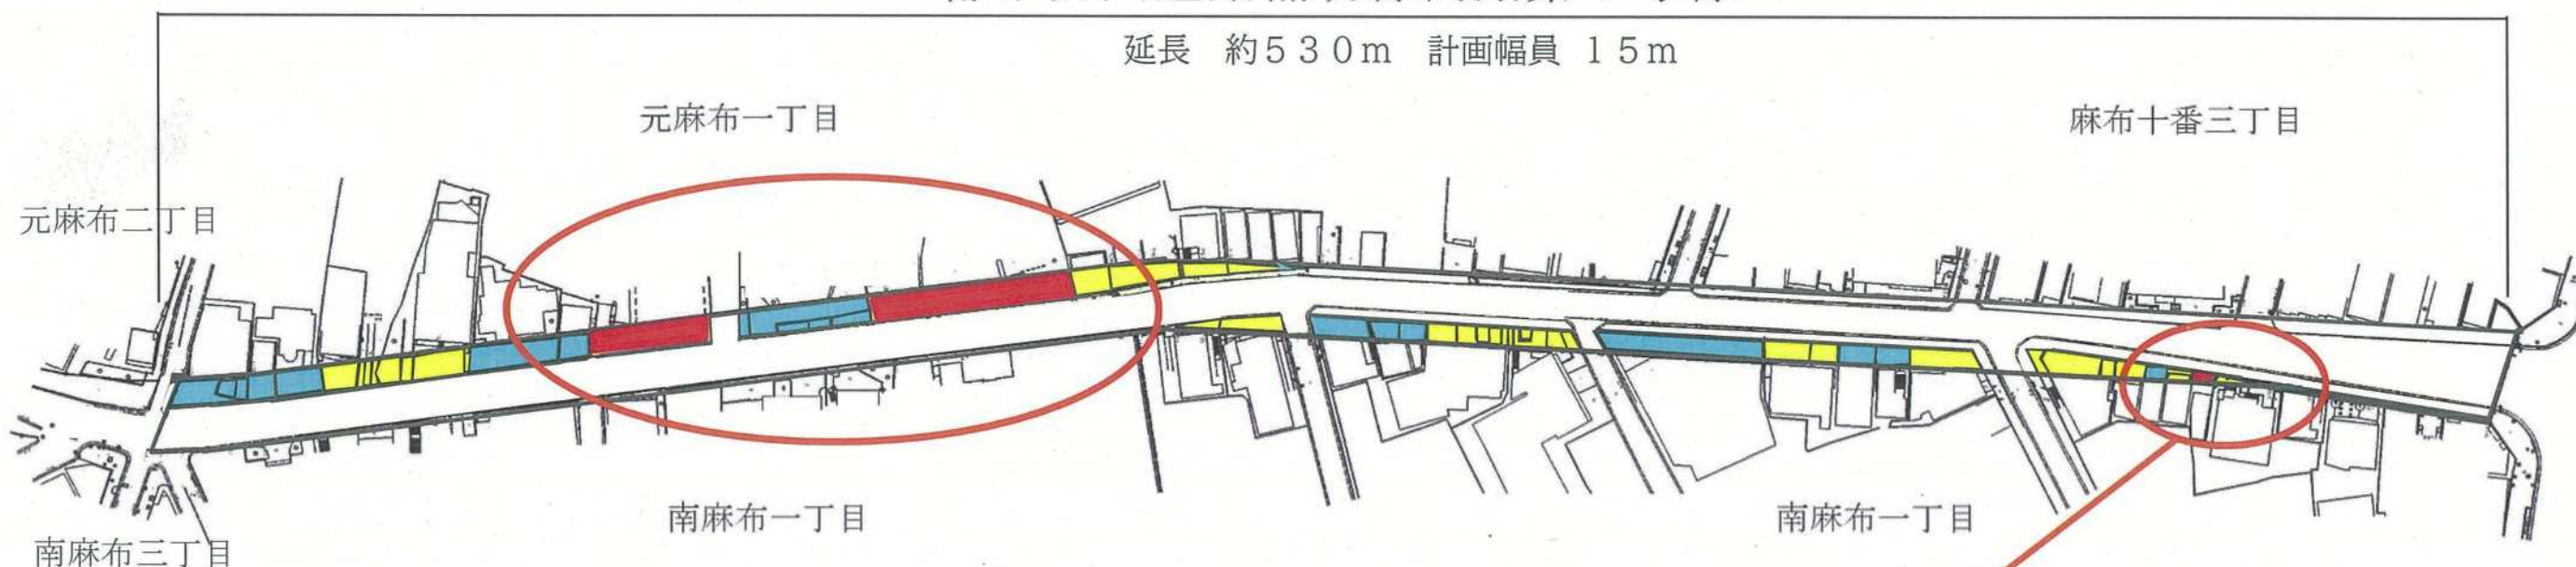 延長 約５３０ｍ 計画幅員 １５ｍ
元麻布一丁目
麻布十番三丁目
元麻布二丁目
南麻布一丁目
南麻布一丁目
南麻布三丁目